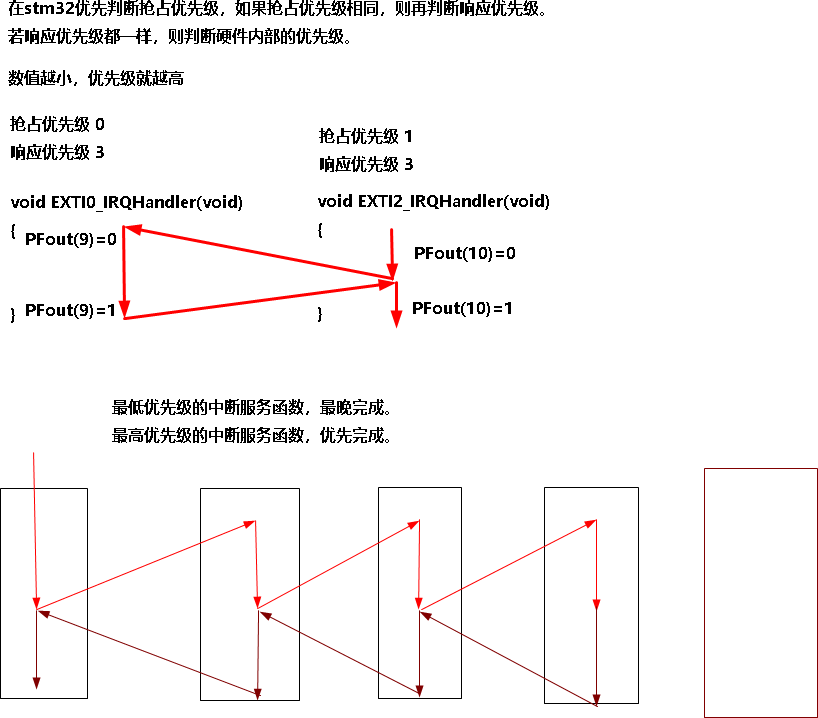 在stm32优先判断抢占优先级，如果抢占优先级相同，则再判断响应优先级。
若响应优先级都一样，则判断硬件内部的优先级。
数值越小，优先级就越高
抢占优先级 0
响应优先级 3
void EXTI0_IRQHandler(void)
{
PFout(9)=0
PFout(9)=1
}
抢占优先级 1
响应优先级 3
void EXTI2_IRQHandler(void)
{
PFout(10)=0
PFout(10)=1
}
最低优先级的中断服务函数，最晚完成。
最高优先级的中断服务函数，优先完成。